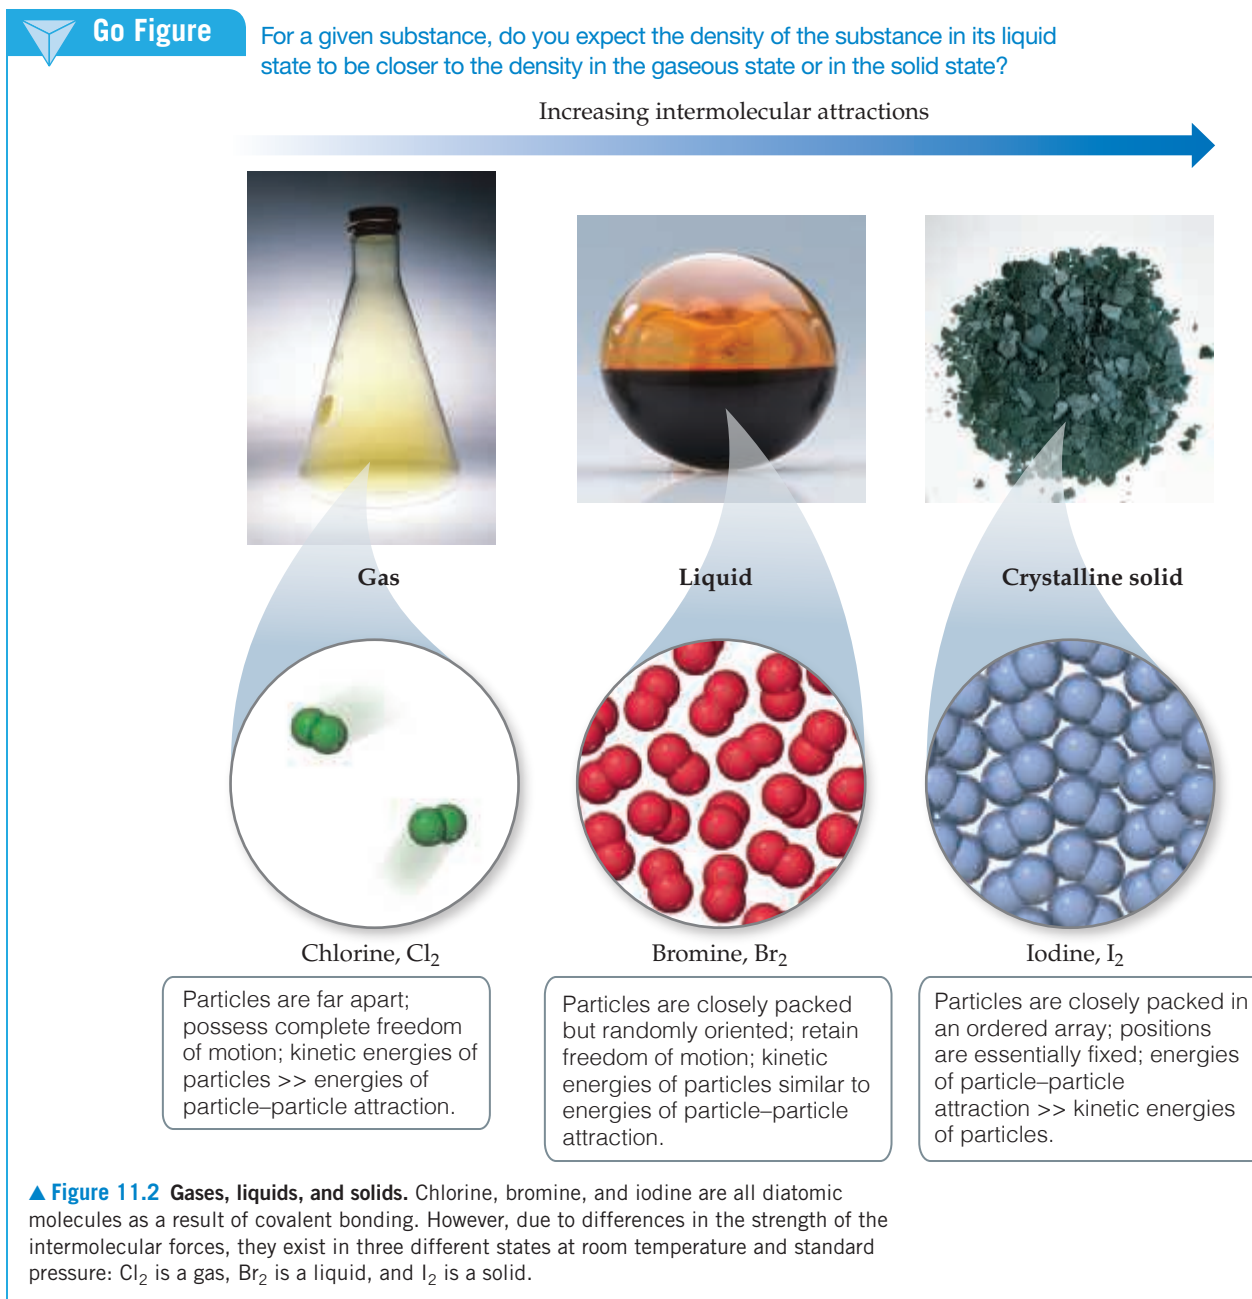 Go Figure
For a given substance, do you expect the density of the substance in its liquid
state to be closer to the density in the gaseous state or in the solid state?
Increasing intermolecular attractions
Gas
Liquid
Crystalline solid
Chlorine, Cl₂
Bromine, Br₂
Iodine, I₂
Particles are far apart;
possess complete freedom
of motion; kinetic energies of
particles >> energies of
particle–particle attraction.
Particles are closely packed
but randomly oriented; retain
freedom of motion; kinetic
energies of particles similar to
energies of particle–particle
attraction.
Particles are closely packed in
an ordered array; positions
are essentially fixed; energies
of particle–particle
attraction >> kinetic energies
of particles.
▲ Figure 11.2 Gases, liquids, and solids. Chlorine, bromine, and iodine are all diatomic
molecules as a result of covalent bonding. However, due to differences in the strength of the
intermolecular forces, they exist in three different states at room temperature and standard
pressure: Cl₂ is a gas, Br₂ is a liquid, and I₂ is a solid.